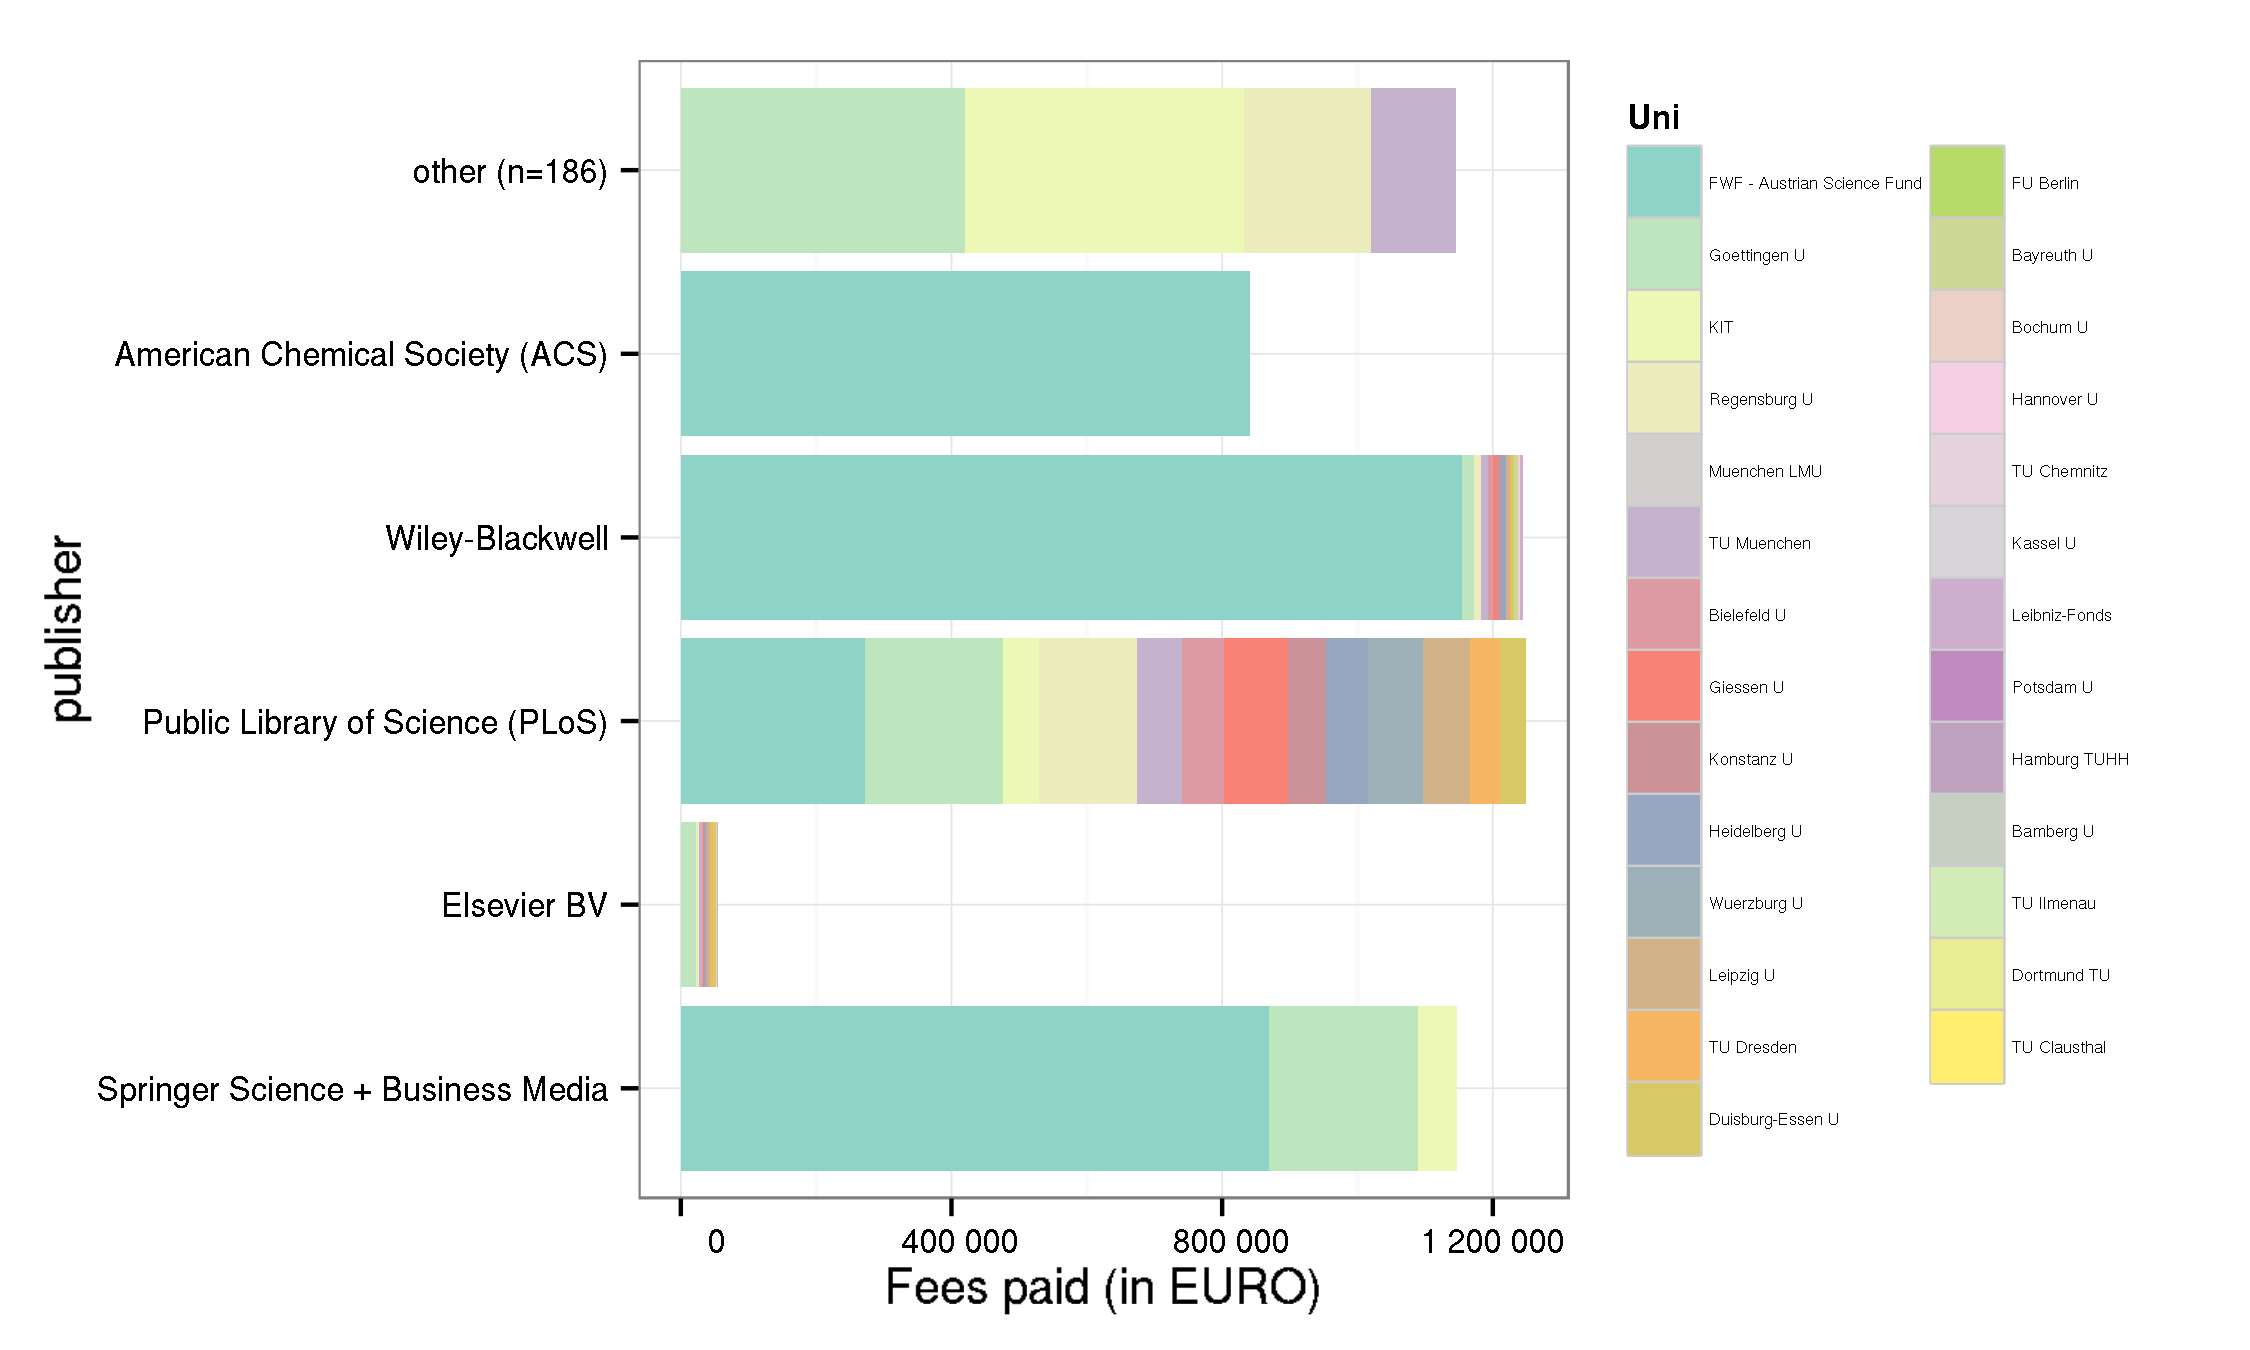 publisher
other (n=186)
American Chemical Society (ACS)
Wiley-Blackwell
Public Library of Science (PLoS)
Elsevier BV
Springer Science + Business Media
0
400 000
800 000
1 200 000
Fees paid (in EURO)
Uni
FWF - Austrian Science Fund
Goettingen U
KIT
Regensburg U
Muenchen LMU
TU Muenchen
Bielefeld U
Giessen U
Konstanz U
Heidelberg U
Wuerzburg U
Leipzig U
TU Dresden
Duisburg-Essen U
FU Berlin
Bayreuth U
Bochum U
Hannover U
TU Chemnitz
Kassel U
Leibniz-Fonds
Potsdam U
Hamburg TUHH
Bamberg U
TU Ilmenau
Dortmund TU
TU Clausthal